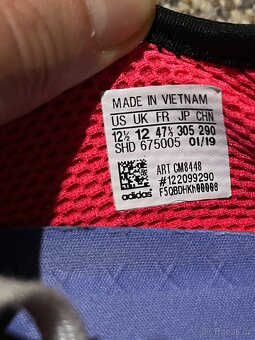 MADE IN VIETNAM
US UK FR JP CHN
12½ 12 47⅓ 305 290
SHD 675005 01/19
ART CM8448
#122099290
adidas F5QBDHKh00008